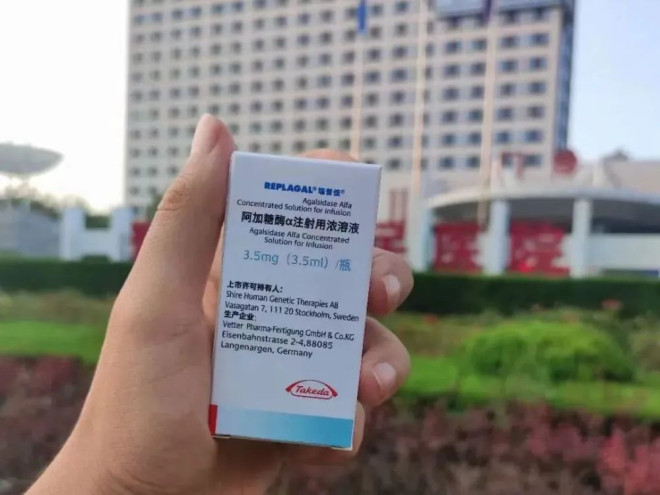 REPLAGAL® 瑞普佳®
Agalsidase Alfa
Concentrated Solution for Infusion
阿加糖酶α注射用浓溶液
Agalsidase Alfa Concentrated
Solution for Infusion
3.5mg（3.5ml）/瓶
上市许可持有人：
Shire Human Genetic Therapies AB
Vasagatan 7, 111 20 Stockholm, Sweden
生产企业：
Vetter Pharma-Fertigung GmbH & Co.KG
Eisenbahnstrasse 2-4,88085
Langenargen, Germany
Takeda